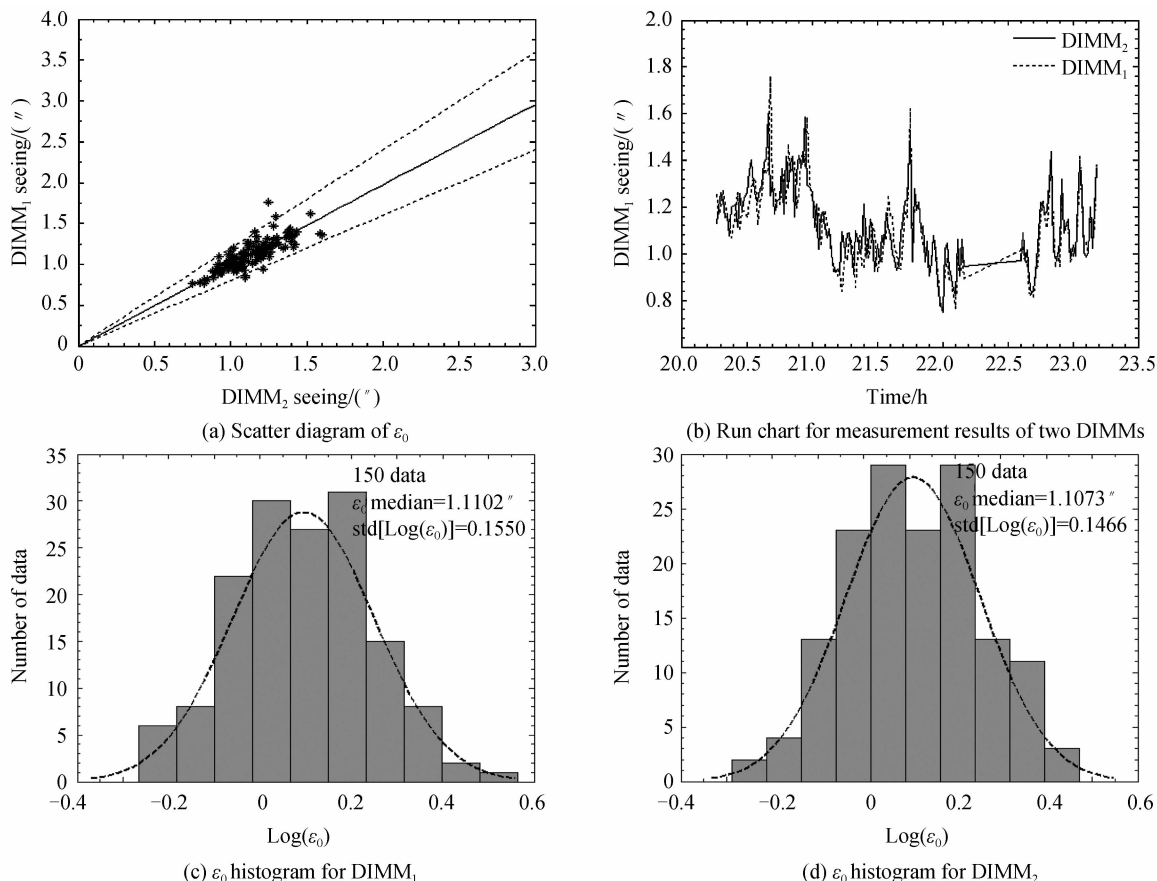 4.0
3.5
3.0
2.5
2.0
1.5
1.0
0.5
0
DIMM₁ seeing/(″)
0 0.5 1.0 1.5 2.0 2.5 3.0
DIMM₂ seeing/(″)
(a) Scatter diagram of ε₀
2.0
1.8
1.6
1.4
1.2
1.0
0.8
DIMM₁ seeing/(″)
DIMM₂
DIMM₁
20.0 20.5 21.0 21.5 22.0 22.5 23.0 23.5
Time/h
(b) Run chart for measurement results of two DIMMs
35
30
25
20
15
10
5
0
Number of data
150 data
ε₀ median=1.1102″
std[Log(ε₀)]=0.1550
−0.4 −0.2 0 0.2 0.4 0.6
Log(ε₀)
(c) ε₀ histogram for DIMM₁
30
25
20
15
10
5
0
Number of data
150 data
ε₀ median=1.1073″
std[Log(ε₀)]=0.1466
−0.4 −0.2 0 0.2 0.4 0.6
Log(ε₀)
(d) ε₀ histogram for DIMM₂